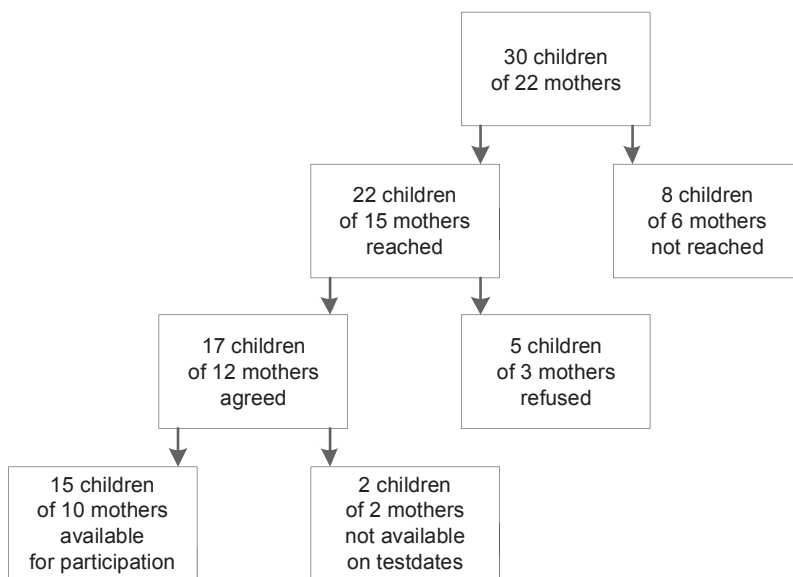 30 children
of 22 mothers
22 children
of 15 mothers
reached
8 children
of 6 mothers
not reached
17 children
of 12 mothers
agreed
5 children
of 3 mothers
refused
15 children
of 10 mothers
available
for participation
2 children
of 2 mothers
not available
on testdates